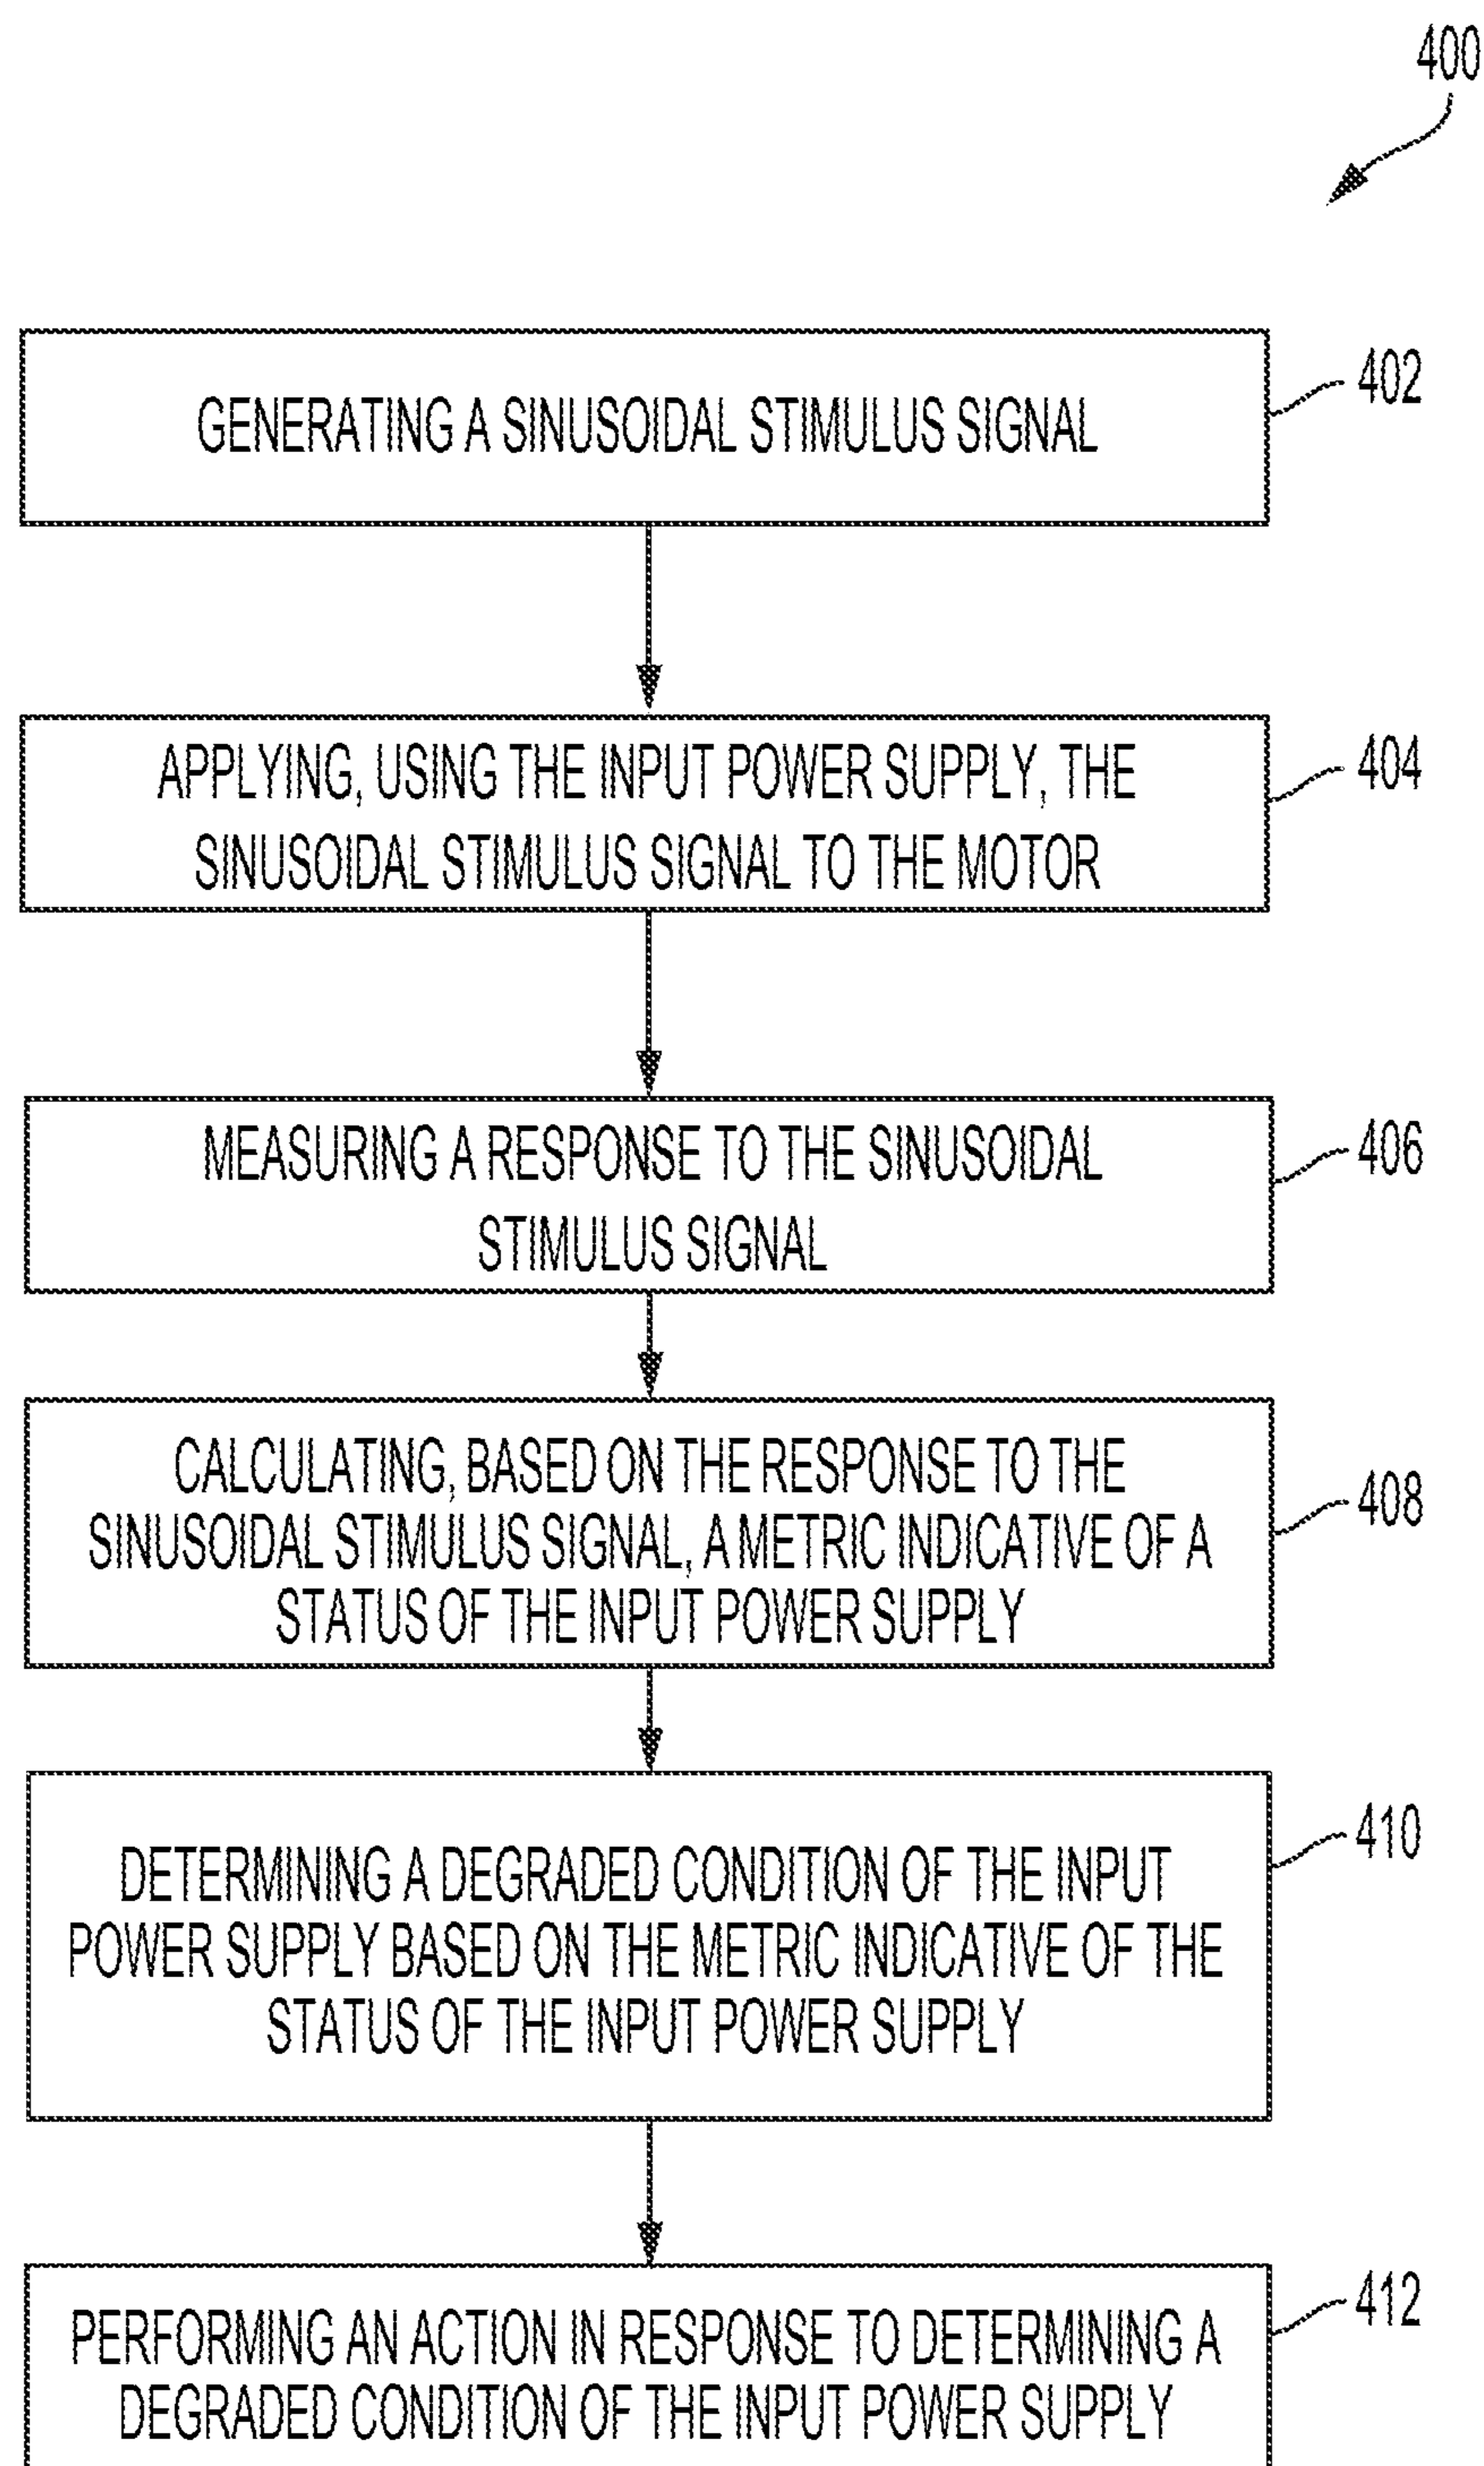 400
GENERATING A SINUSOIDAL STIMULUS SIGNAL
402
APPLYING, USING THE INPUT POWER SUPPLY, THE
SINUSOIDAL STIMULUS SIGNAL TO THE MOTOR
404
MEASURING A RESPONSE TO THE SINUSOIDAL
STIMULUS SIGNAL
406
CALCULATING, BASED ON THE RESPONSE TO THE
SINUSOIDAL STIMULUS SIGNAL, A METRIC INDICATIVE OF A
STATUS OF THE INPUT POWER SUPPLY
408
DETERMINING A DEGRADED CONDITION OF THE INPUT
POWER SUPPLY BASED ON THE METRIC INDICATIVE OF THE
STATUS OF THE INPUT POWER SUPPLY
410
PERFORMING AN ACTION IN RESPONSE TO DETERMINING A
DEGRADED CONDITION OF THE INPUT POWER SUPPLY
412